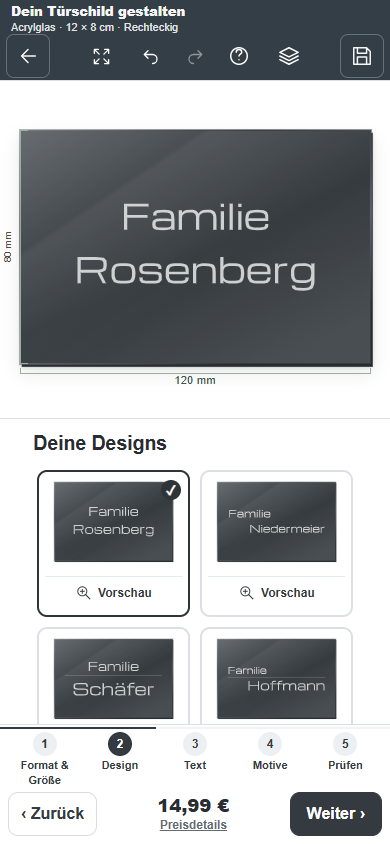 Dein Türschild gestalten
Acrylglas · 12 × 8 cm · Rechteckig
Familie
Rosenberg
80 mm
120 mm
Deine Designs
Familie
Rosenberg
Vorschau
Familie
Niedermeier
Vorschau
Familie
Schäfer
Familie
Hoffmann
1
Format &
Größe
2
Design
3
Text
4
Motive
5
Prüfen
‹ Zurück
14,99 €
Preisdetails
Weiter ›